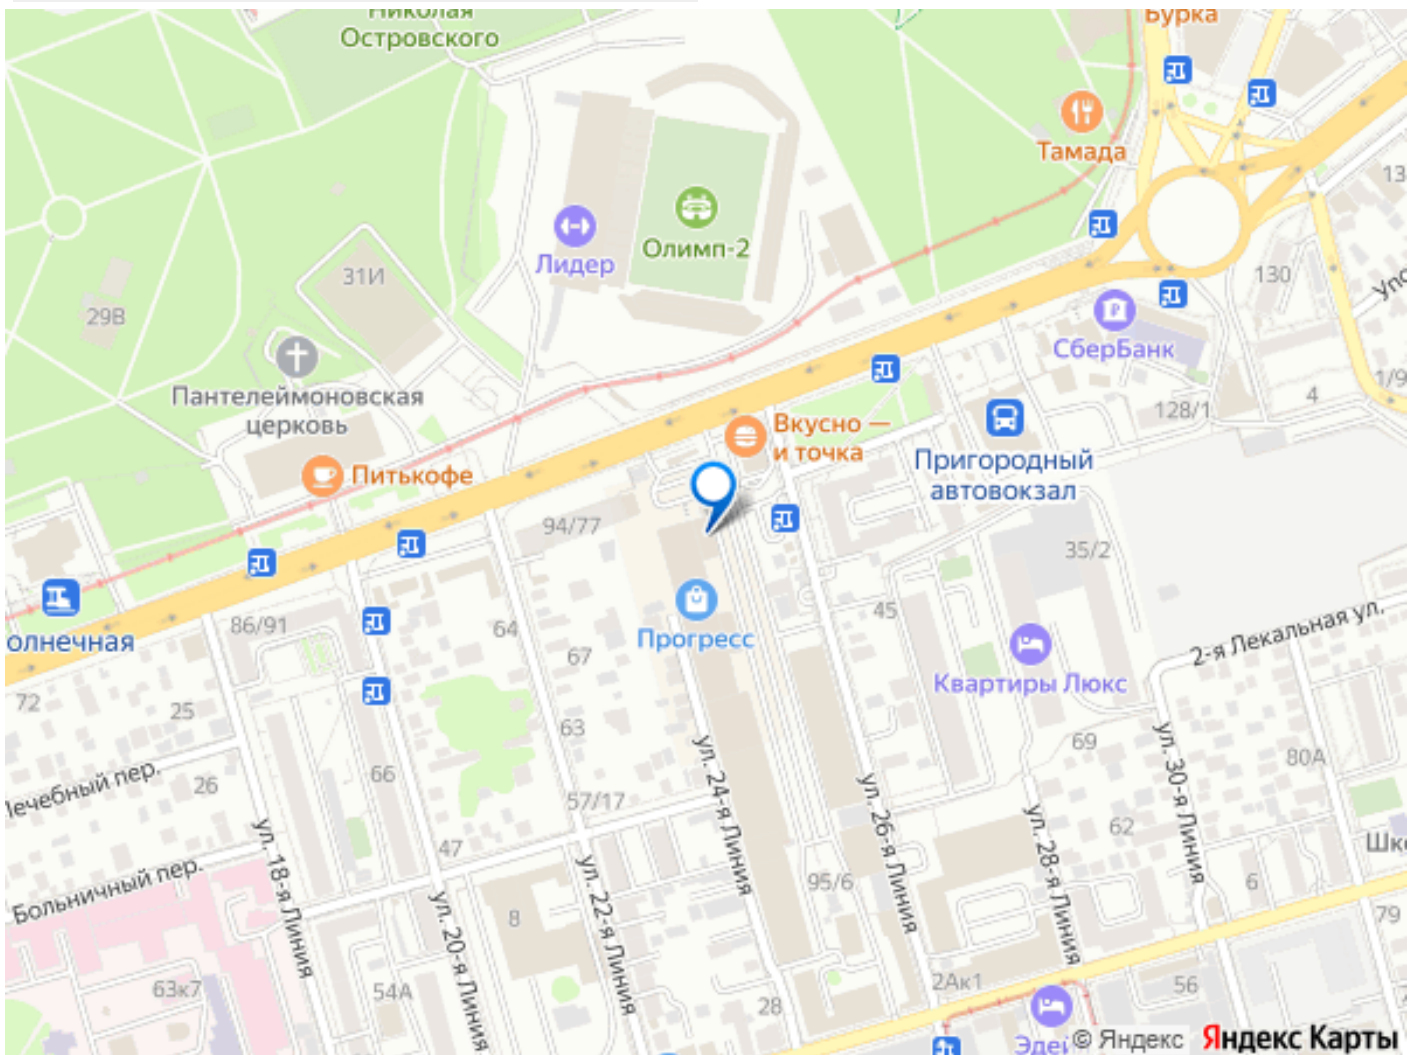 Николая
Островского
Бурка
Тамада
13
Олимп-2
Лидер
31И
130
29В
СберБанк
Пантелеймоновская
церковь
1/9
4
128/1
Вкусно —
и точка
Пригородный
автовокзал
Питькофе
94/77
35/2
45
86/91
64
Прогресс
67
2-я Лекальная ул.
олнечная
Квартиры Люкс
72
25
63
69
80А
ул. 24-я Линия
ул. 30-я Линия
Лечебный пер.
26
66
57/17
ул. 26-я Линия
62
ул. 28-я Линия
47
ул. 18-я Линия
95/6
6
Больничный пер.
ул. 22-я Линия
ул. 20-я Линия
8
79
63к7
54А
28
2Ак1
56
© Яндекс Яндекс Карты